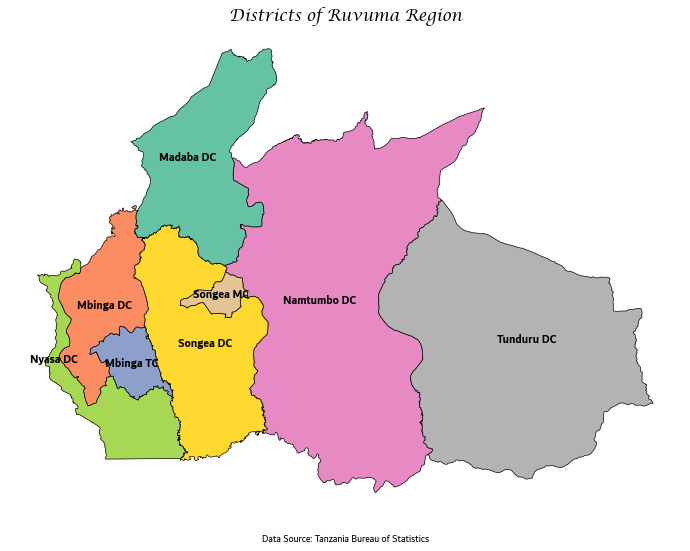 Districts of Ruvuma Region
Madaba DC
Songea MC
Namtumbo DC
Mbinga DC
Tunduru DC
Songea DC
Nyasa DC
Mbinga TC
Data Source: Tanzania Bureau of Statistics